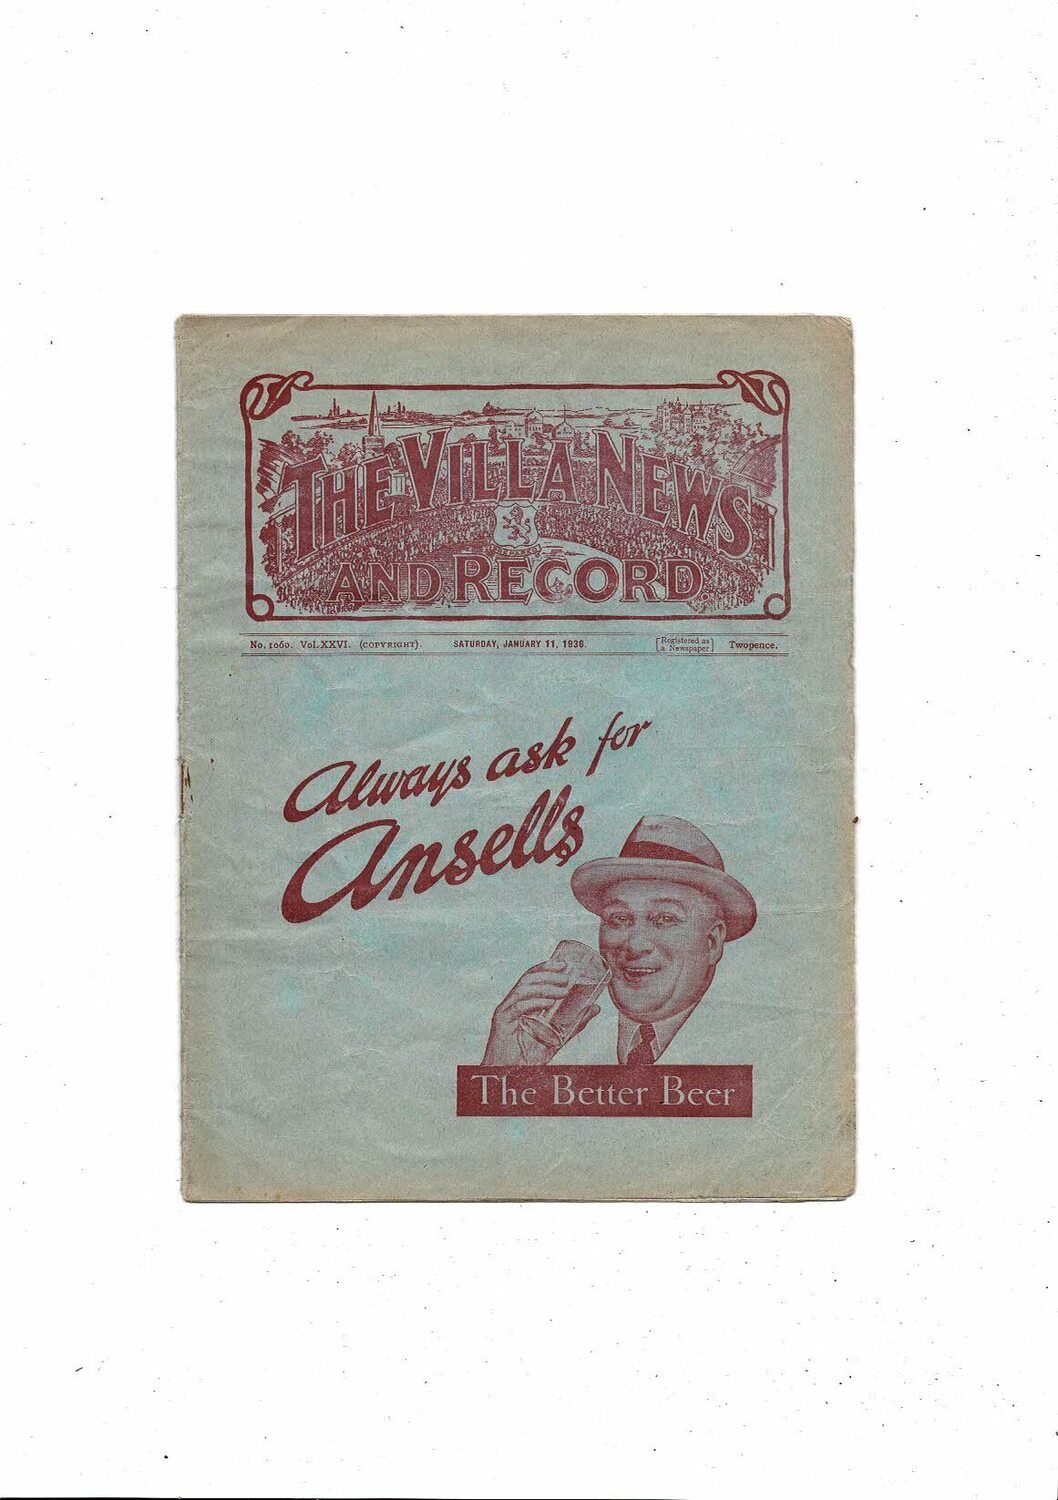 THE VILLA NEWS
AND RECORD
No. 1060. Vol. XXVI. (COPYRIGHT). SATURDAY, JANUARY 11, 1936. [Registered as a Newspaper] Twopence.
Always ask for
Ansells
The Better Beer